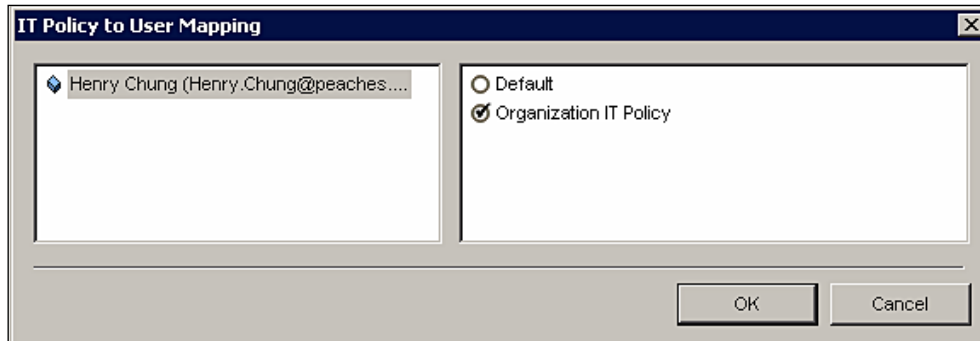 IT Policy to User Mapping
Henry Chung (Henry.Chung@peaches....
Default
Organization IT Policy
OK
Cancel